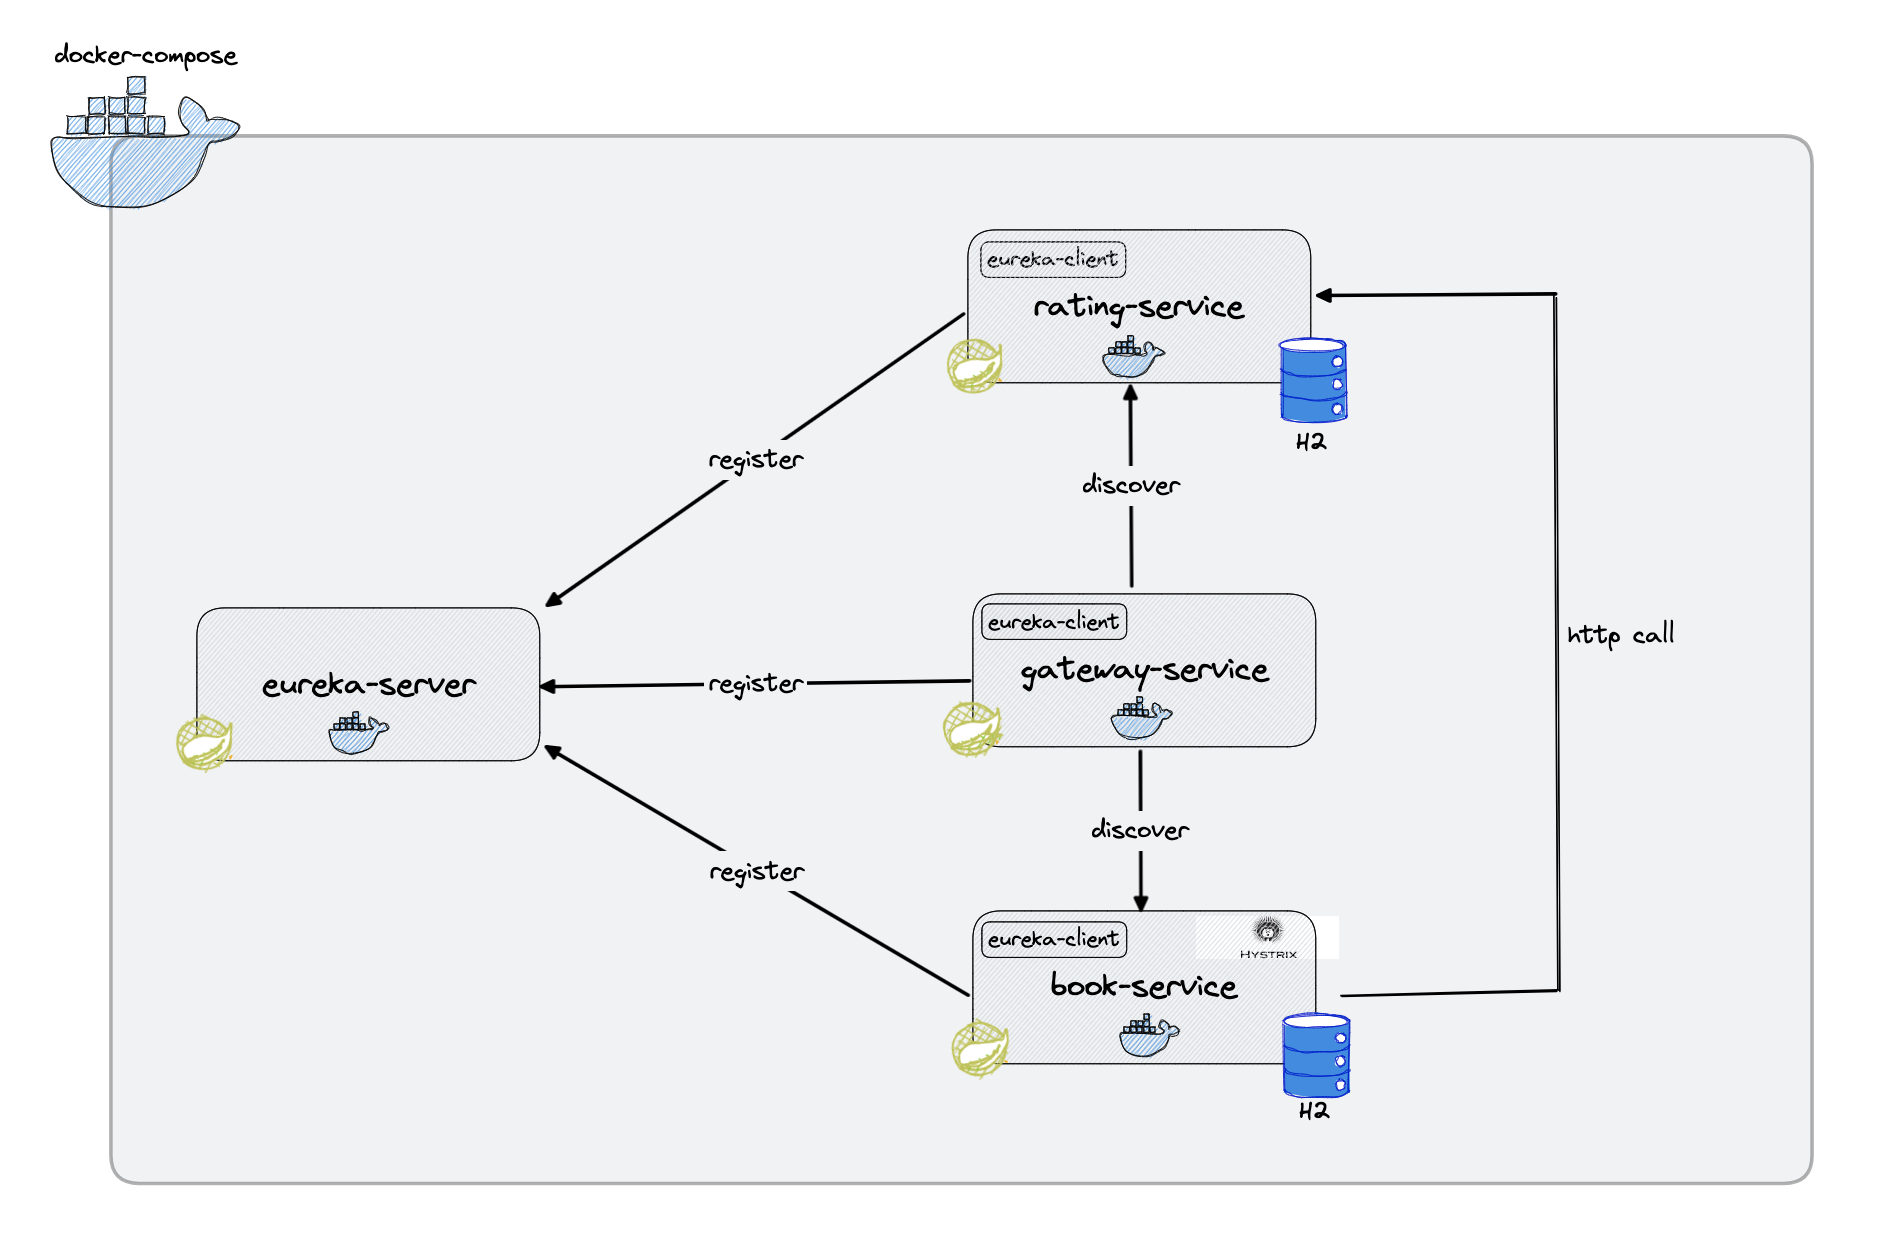 docker-compose
eureka-client
rating-service
H2
register
discover
http call
eureka-client
gateway-service
register
eureka-server
discover
register
eureka-client
HYSTRIX
book-service
H2